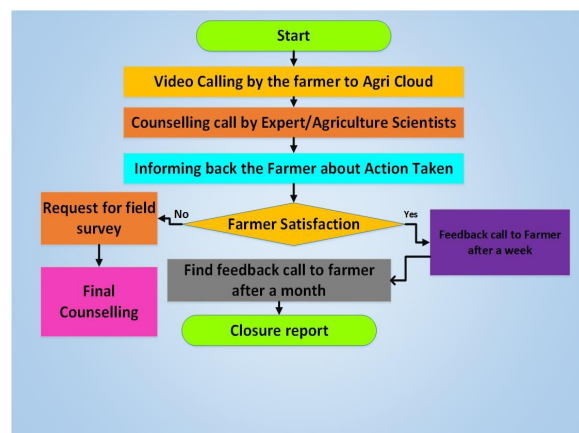 Start
Video Calling by the farmer to Agri Cloud
Counselling call by Expert/Agriculture Scientists
Informing back the Farmer about Action Taken
Farmer Satisfaction
No
Yes
Request for field
survey
Final
Counselling
Feedback call to Farmer
after a week
Find feedback call to farmer
after a month
Closure report